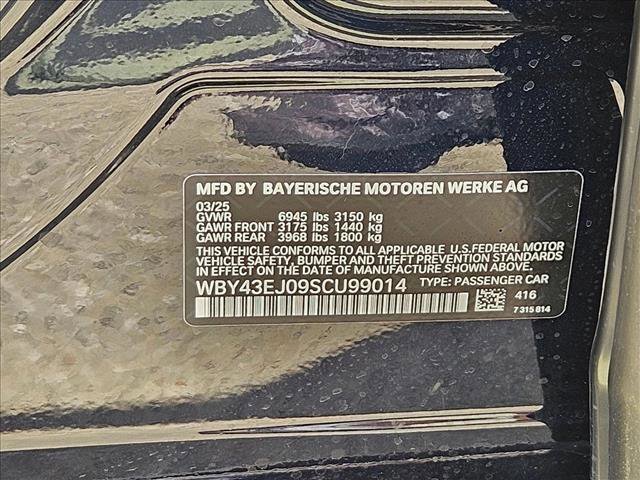 MFD BY BAYERISCHE MOTOREN WERKE AG
03/25
GVWR 6945 lbs 3150 kg
GAWR FRONT 3175 lbs 1440 kg
GAWR REAR 3968 lbs 1800 kg
THIS VEHICLE CONFORMS TO ALL APPLICABLE U.S.FEDERAL MOTOR
VEHICLE SAFETY, BUMPER AND THEFT PREVENTION STANDARDS
IN EFFECT ON THE DATE OF MANUFACTURE SHOWN ABOVE.
WBY43EJ09SCU99014 TYPE: PASSENGER CAR
416
7 315 814